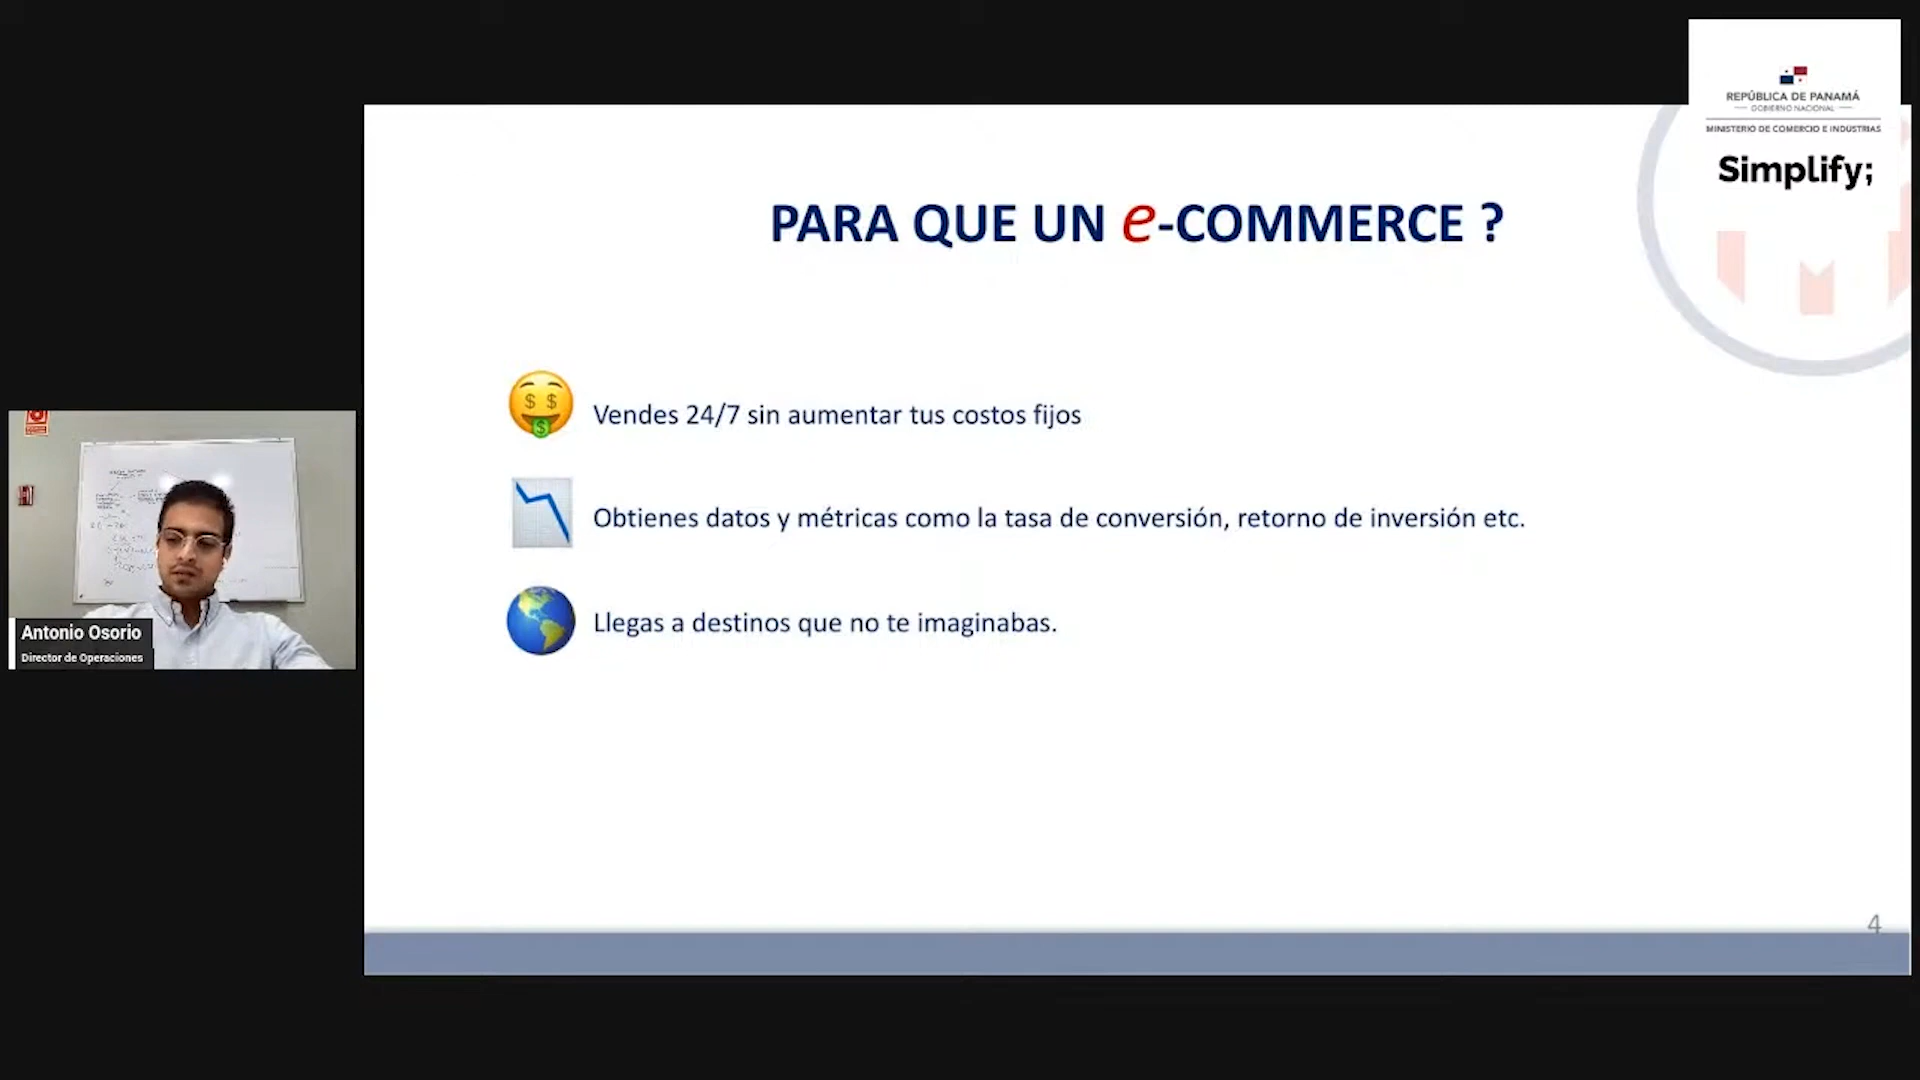 REPÚBLICA DE PANAMÁ
GOBIERNO NACIONAL
MINISTERIO DE COMERCIO E INDUSTRIAS
Simplify;
PARA QUE UN e-COMMERCE ?
Vendes 24/7 sin aumentar tus costos fijos
Obtienes datos y métricas como la tasa de conversión, retorno de inversión etc.
Llegas a destinos que no te imaginabas.
Antonio Osorio
Director de Operaciones
4